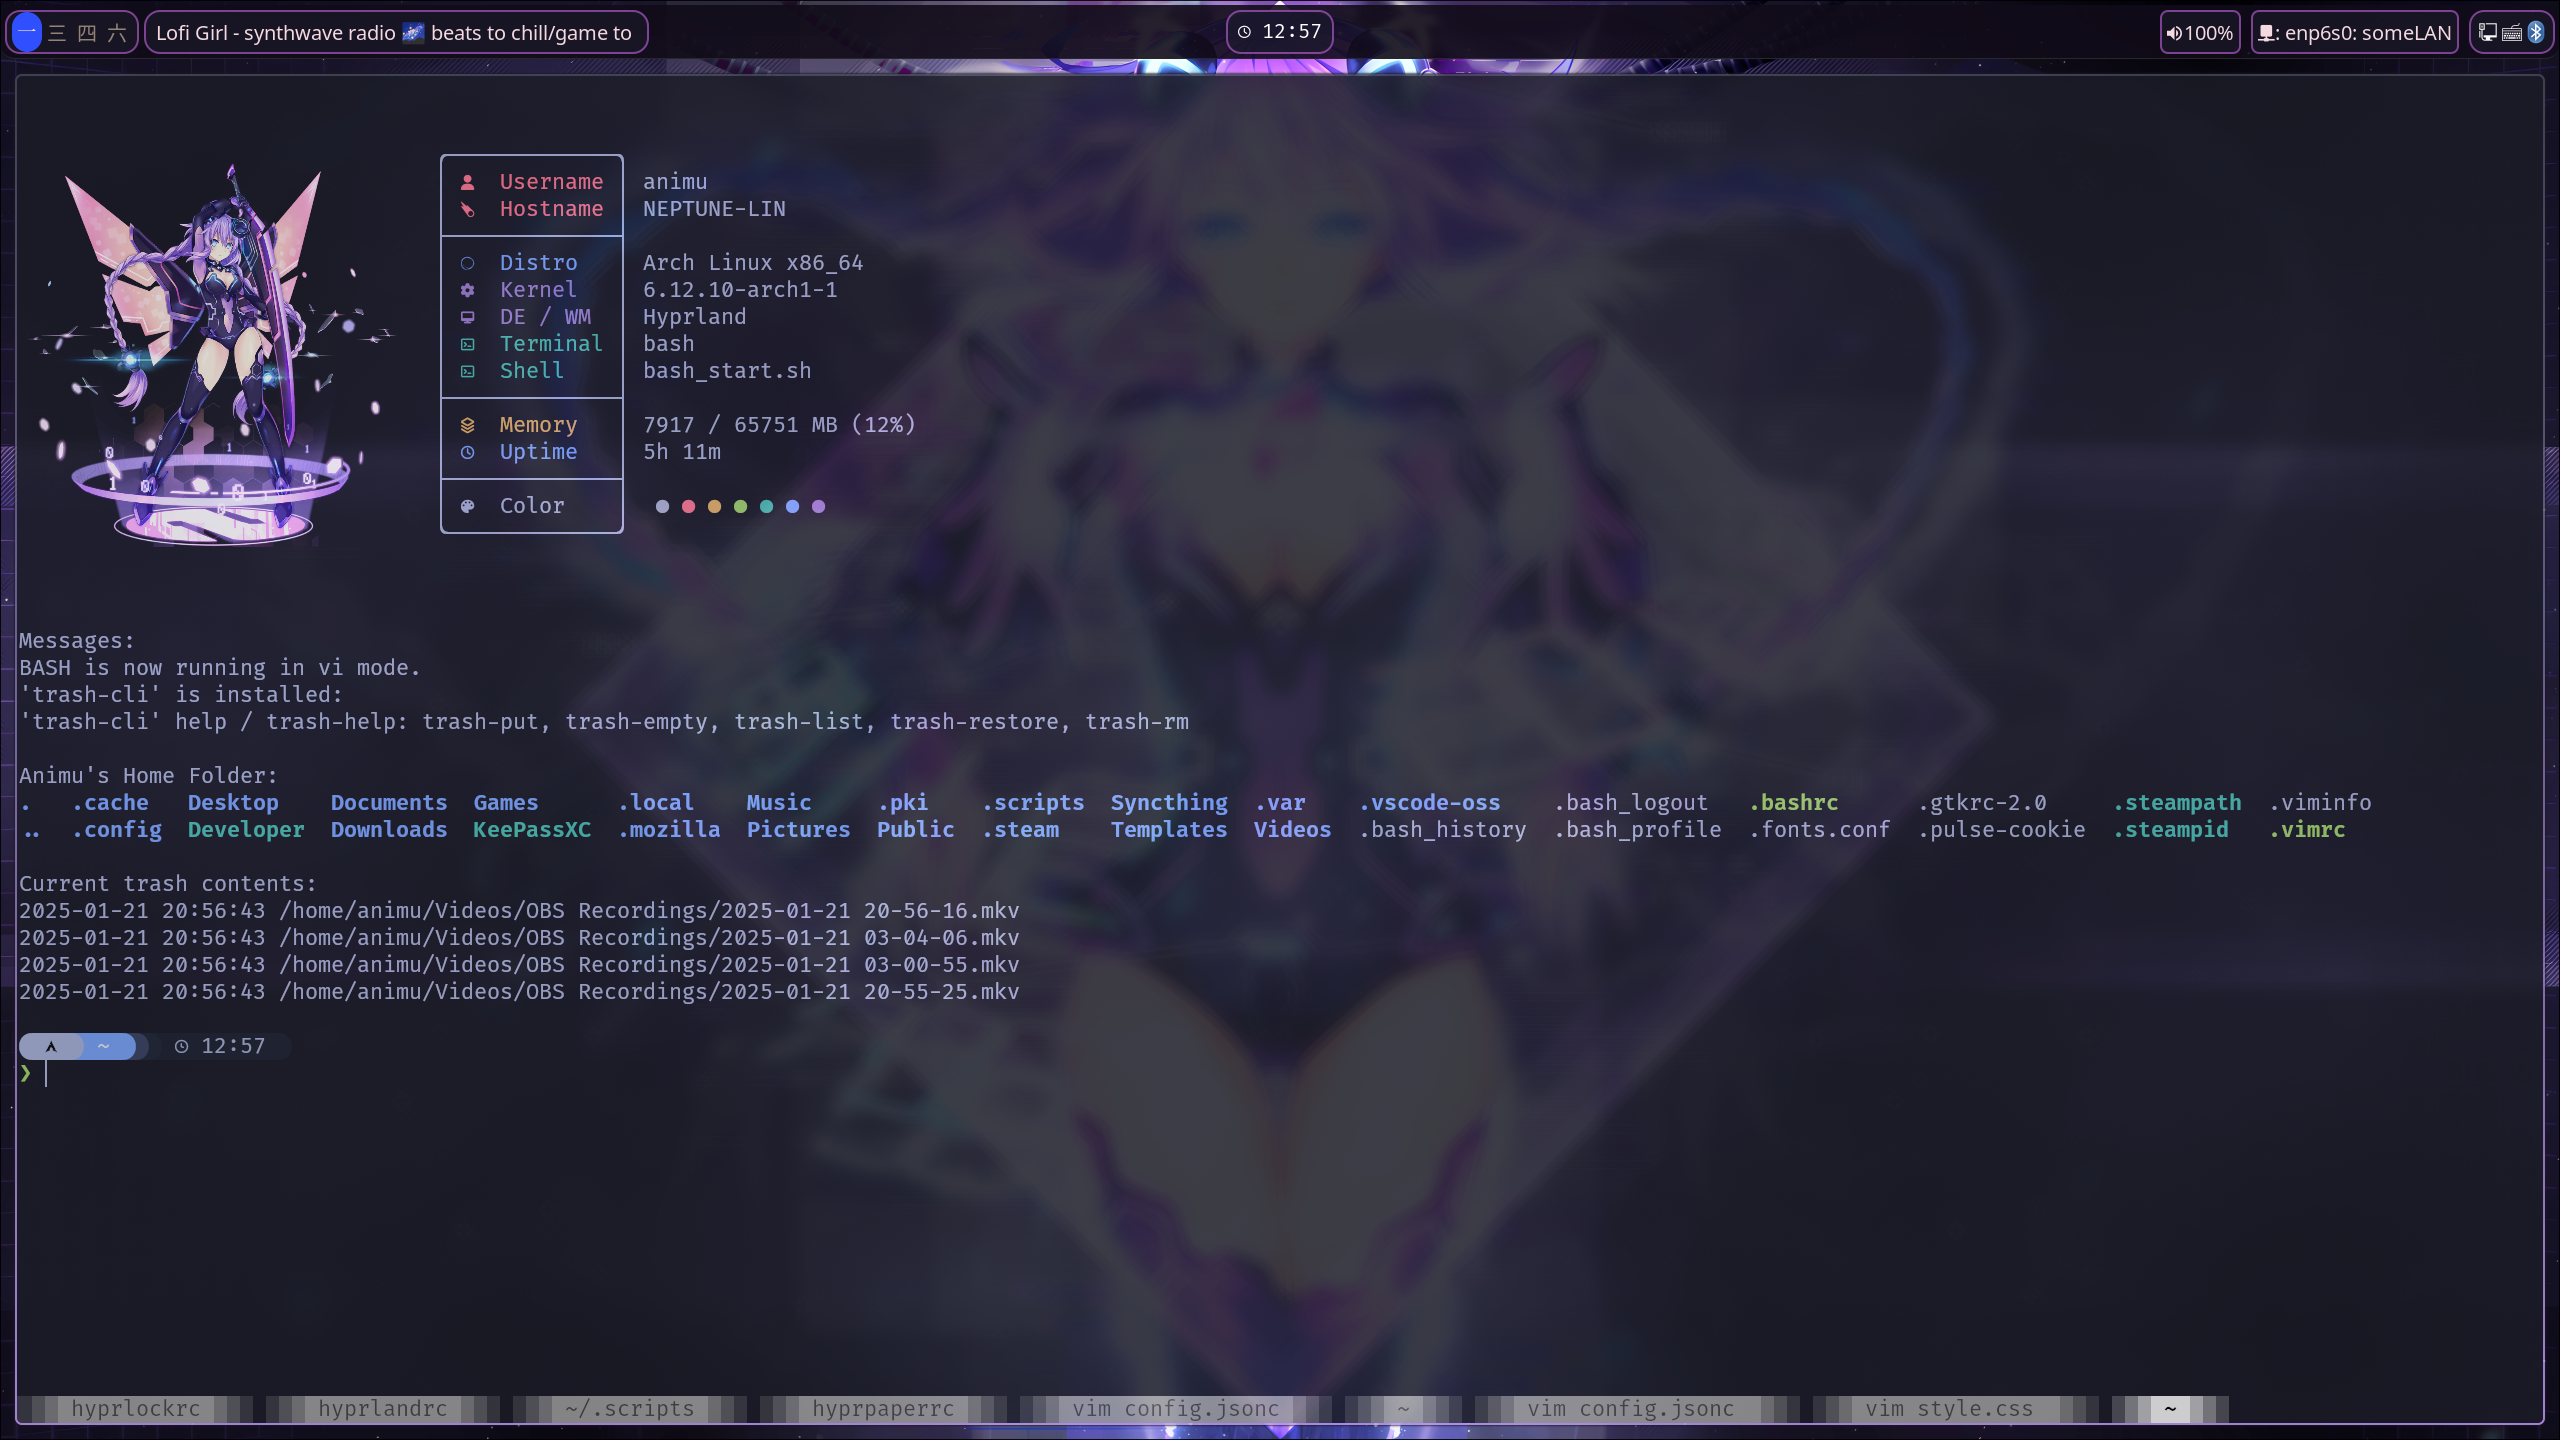 一 三 四 六
Lofi Girl - synthwave radio 🌌 beats to chill/game to
12:57
100%
: enp6s0: someLAN
Username animu
Hostname NEPTUNE-LIN
Distro Arch Linux x86_64
Kernel 6.12.10-arch1-1
DE / WM Hyprland
Terminal bash
Shell bash_start.sh
Memory 7917 / 65751 MB (12%)
Uptime 5h 11m
Color
Messages:
BASH is now running in vi mode.
'trash-cli' is installed:
'trash-cli' help / trash-help: trash-put, trash-empty, trash-list, trash-restore, trash-rm
Animu's Home Folder:
. .cache Desktop Documents Games .local Music .pki .scripts Syncthing .var .vscode-oss .bash_logout .bashrc .gtkrc-2.0 .steampath .viminfo
.. .config Developer Downloads KeePassXC .mozilla Pictures Public .steam Templates Videos .bash_history .bash_profile .fonts.conf .pulse-cookie .steampid .vimrc
Current trash contents:
2025-01-21 20:56:43 /home/animu/Videos/OBS Recordings/2025-01-21 20-56-16.mkv
2025-01-21 20:56:43 /home/animu/Videos/OBS Recordings/2025-01-21 03-04-06.mkv
2025-01-21 20:56:43 /home/animu/Videos/OBS Recordings/2025-01-21 03-00-55.mkv
2025-01-21 20:56:43 /home/animu/Videos/OBS Recordings/2025-01-21 20-55-25.mkv
~ 12:57
❯
hyprlockrc hyprlandrc ~/.scripts hyprpaperrc vim config.jsonc ~ vim config.jsonc vim style.css ~